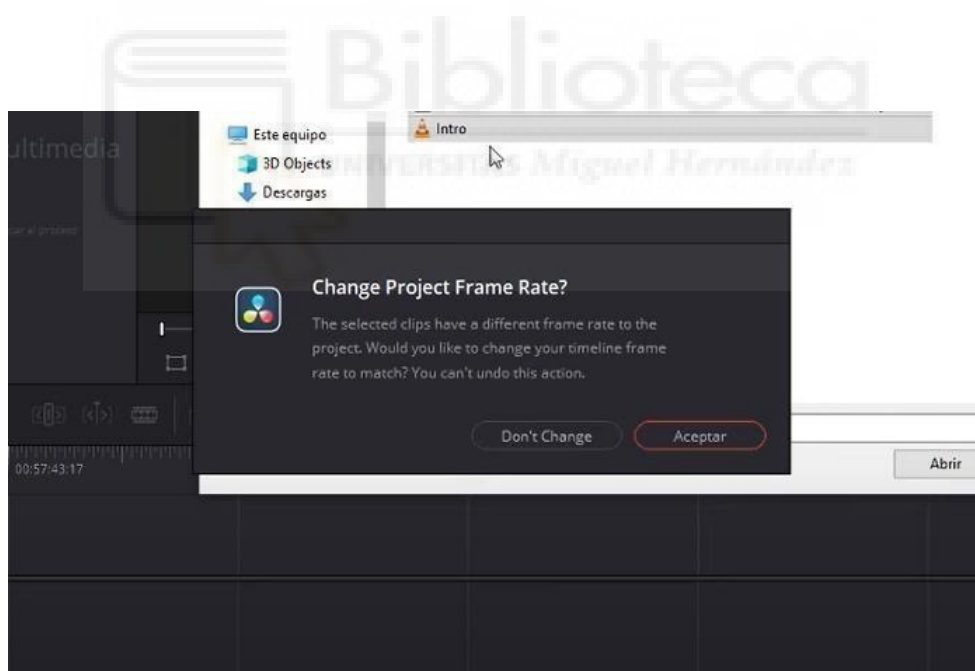 Biblioteca
UNIVERSITAS Miguel Hernández
ultimedia
Este equipo
3D Objects
Descargas
Intro
Change Project Frame Rate?
The selected clips have a different frame rate to the
project. Would you like to change your timeline frame
rate to match? You can't undo this action.
Don't Change
Aceptar
Abrir
00:57:43:17